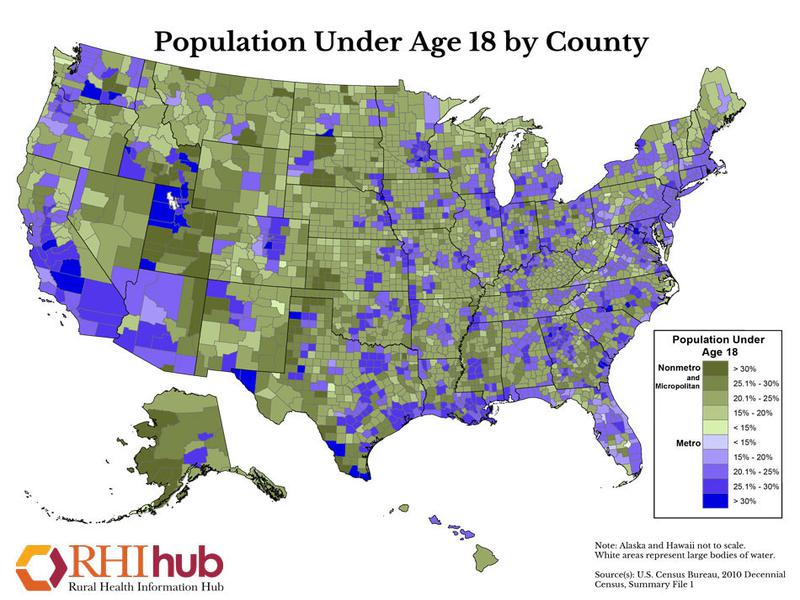 Population Under Age 18 by County
Population Under
Age 18
Nonmetro
and
Micropolitan
> 30%
25.1% - 30%
20.1% - 25%
15% - 20%
< 15%
Metro
< 15%
15% - 20%
20.1% - 25%
25.1% - 30%
> 30%
RHIhub
Rural Health Information Hub
Note: Alaska and Hawaii not to scale.
White areas represent large bodies of water.
Source(s): U.S. Census Bureau, 2010 Decennial
Census, Summary File 1